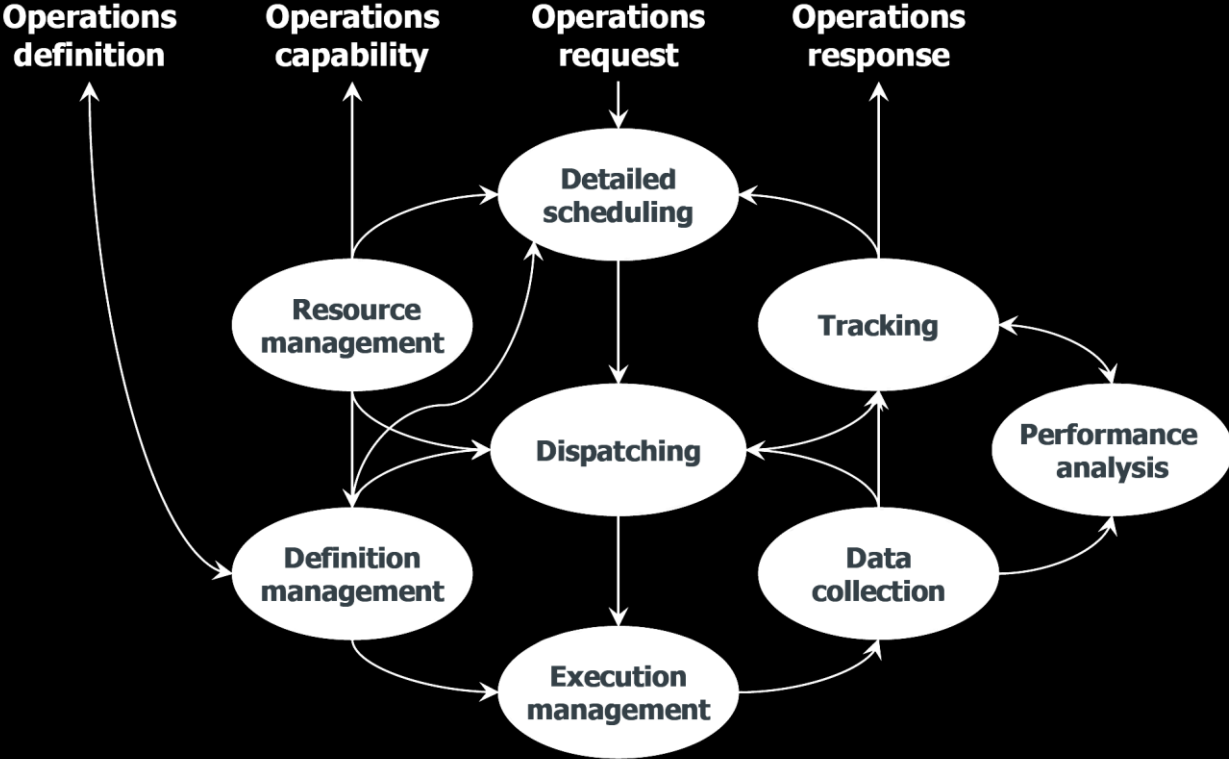 Operations
definition
Operations
capability
Operations
request
Operations
response
Detailed
scheduling
Resource
management
Tracking
Dispatching
Performance
analysis
Definition
management
Data
collection
Execution
management